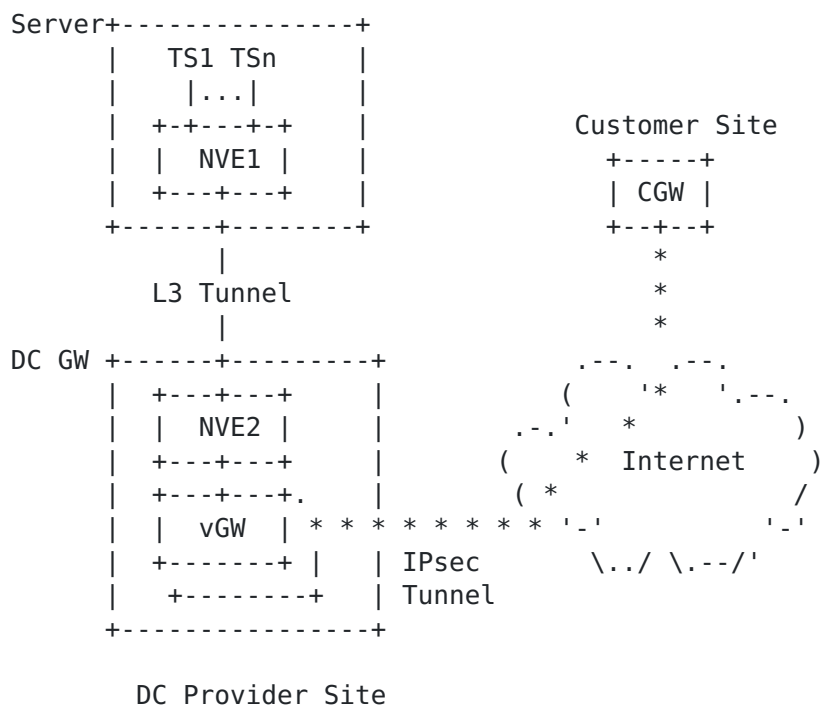 Server+---------------+
|   TS1 TSn     |
|    |...|      |
|  +-+---+-+    |             Customer Site
|  |  NVE1 |    |               +-----+
|  +---+---+    |               | CGW |
+------+--------+               +--+--+
|                            *
L3 Tunnel                       *
|                            *
DC GW +------+---------+            .--.  .--.
|  +---+---+     |           (    '*   '.--.
|  |  NVE2 |     |        .-.'   *          )
|  +---+---+     |       (    *  Internet    )
|  +---+---+.    |        ( *               /
|  |  vGW  | * * * * * * * * '-'          '-'
|  +-------+ |   | IPsec       \../ \.--/'
|   +--------+   | Tunnel
+----------------+
DC Provider Site